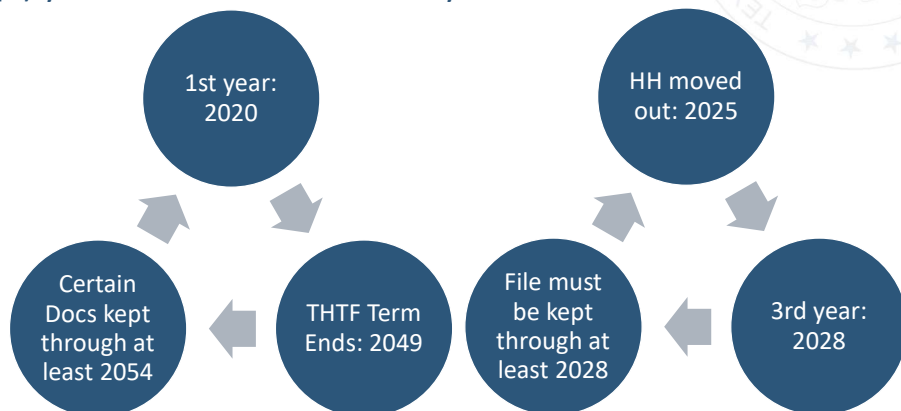 1st year:
2020
Certain
Docs kept
through at
least 2054
THTF Term
Ends: 2049
HH moved
out: 2025
File must
be kept
through at
least 2028
3rd year:
2028